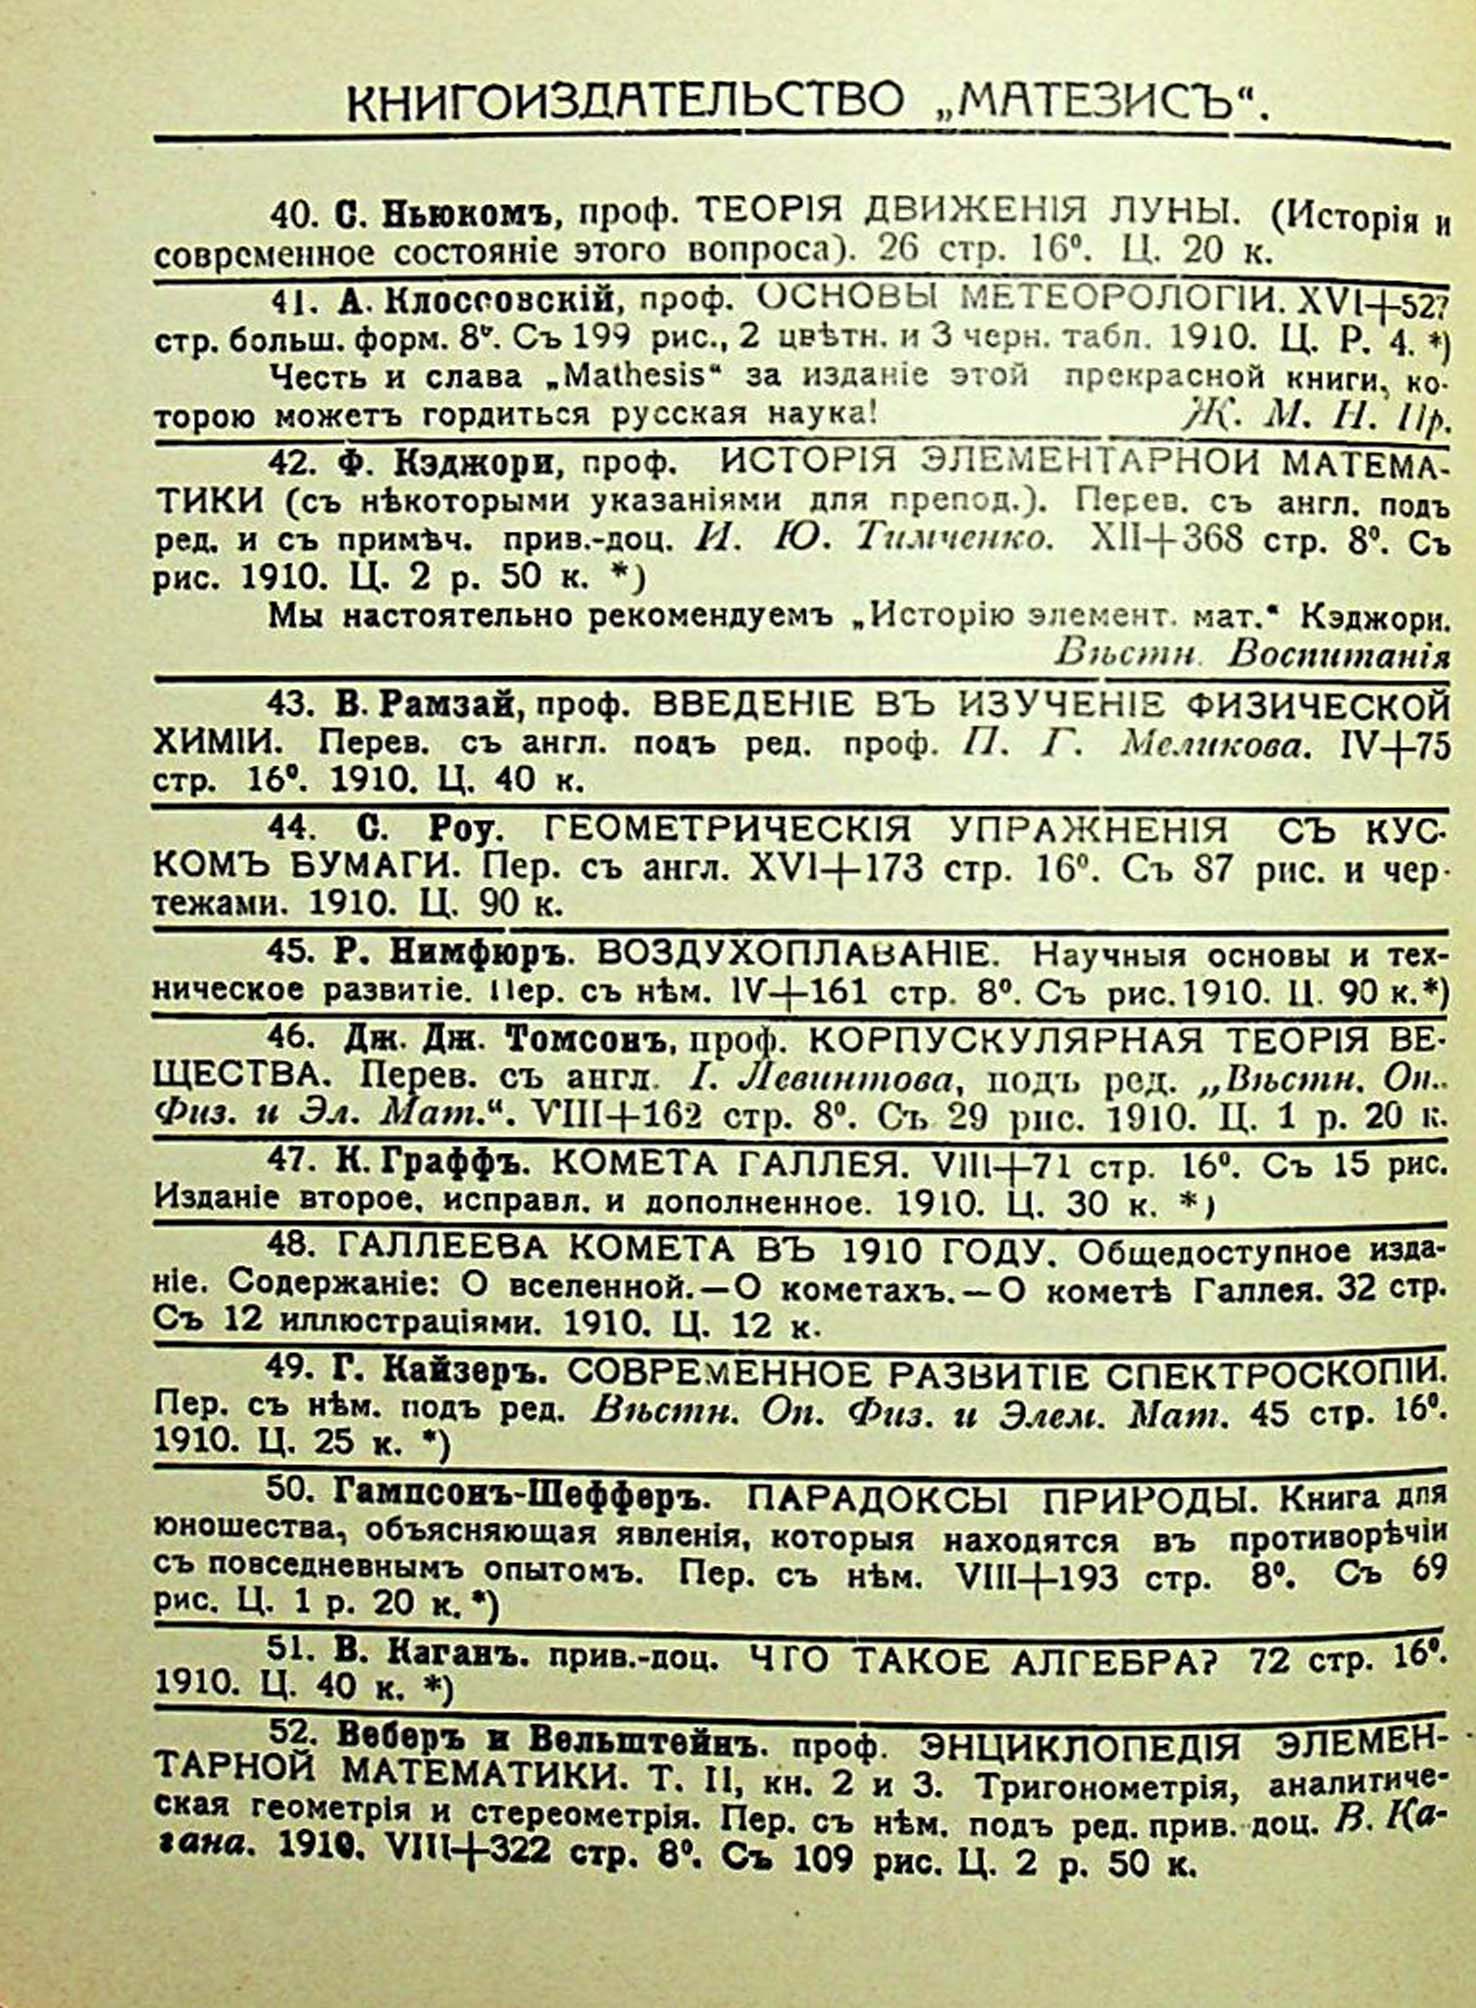 КНИГОИЗДАТЕЛЬСТВО „МАТЕЗИСЪ“.
40. С. Ньюкомъ, проф. ТЕОРІЯ ДВИЖЕНІЯ ЛУНЫ. (Исторія и
современное состояніе этого вопроса). 26 стр. 16⁰. Ц. 20 к.
41. А. Клоссовскій, проф. ОСНОВЫ МЕТЕОРОЛОГІИ. XVI+527
стр. больш. форм. 8⁰. Съ 199 рис., 2 цвѣтн. и 3 черн. табл. 1910. Ц. Р. 4. *)
Честь и слава „Mathesis“ за изданіе этой прекрасной книги, ко-
торою можетъ гордиться русская наука! Ж. М. Н. Пр.
42. Ф. Кэджори, проф. ИСТОРІЯ ЭЛЕМЕНТАРНОЙ МАТЕМА-
ТИКИ (съ нѣкоторыми указаніями для препод.). Перев. съ англ. подъ
ред. и съ примѣч. прив.-доц. И. Ю. Тимченко. XII+368 стр. 8⁰. Съ
рис. 1910. Ц. 2 р. 50 к. *)
Мы настоятельно рекомендуемъ „Исторію элемент. мат.“ Кэджори.
Вѣстн. Воспитанія
43. В. Рамзай, проф. ВВЕДЕНІЕ ВЪ ИЗУЧЕНІЕ ФИЗИЧЕСКОЙ
ХИМІИ. Перев. съ англ. подъ ред. проф. П. Г. Меликова. IV+75
стр. 16⁰. 1910. Ц. 40 к.
44. С. Роу. ГЕОМЕТРИЧЕСКІЯ УПРАЖНЕНІЯ СЪ КУС-
КОМЪ БУМАГИ. Пер. съ англ. XVI+173 стр. 16⁰. Съ 87 рис. и чер-
тежами. 1910. Ц. 90 к.
45. Р. Нимфюръ. ВОЗДУХОПЛАВАНІЕ. Научныя основы и тех-
ническое развитіе. Пер. съ нѣм. IV+161 стр. 8⁰. Съ рис. 1910. Ц. 90 к.*)
46. Дж. Дж. Томсонъ, проф. КОРПУСКУЛЯРНАЯ ТЕОРІЯ ВЕ-
ЩЕСТВА. Перев. съ англ. І. Левинтова, подъ ред. „Вѣстн. Оп.
Физ. и Эл. Мат.“. VIII+162 стр. 8⁰. Съ 29 рис. 1910. Ц. 1 р. 20 к.
47. К. Граффъ. КОМЕТА ГАЛЛЕЯ. VIII+71 стр. 16⁰. Съ 15 рис.
Изданіе второе, исправл. и дополненное. 1910. Ц. 30 к. *)
48. ГАЛЛЕЕВА КОМЕТА ВЪ 1910 ГОДУ. Общедоступное изда-
ніе. Содержаніе: О вселенной.—О кометахъ.—О кометѣ Галлея. 32 стр.
Съ 12 иллюстраціями. 1910. Ц. 12 к.
49. Г. Кайзеръ. СОВРЕМЕННОЕ РАЗВИТІЕ СПЕКТРОСКОПІИ.
Пер. съ нѣм. подъ ред. Вѣстн. Оп. Физ. и Элем. Мат. 45 стр. 16⁰.
1910. Ц. 25 к. *)
50. Гампсонъ-Шефферъ. ПАРАДОКСЫ ПРИРОДЫ. Книга для
юношества, объясняющая явленія, которыя находятся въ противорѣчіи
съ повседневнымъ опытомъ. Пер. съ нѣм. VIII+193 стр. 8⁰. Съ 69
рис. Ц. 1 р. 20 к. *)
51. В. Каганъ. прив.-доц. ЧТО ТАКОЕ АЛГЕБРА? 72 стр. 16⁰.
1910. Ц. 40 к. *)
52. Веберъ и Вельштейнъ. проф. ЭНЦИКЛОПЕДІЯ ЭЛЕМЕН-
ТАРНОЙ МАТЕМАТИКИ. Т. II, кн. 2 и 3. Тригонометрія, аналитиче-
ская геометрія и стереометрія. Пер. съ нѣм. подъ ред. прив.-доц. В. Ка-
гана. 1910. VIII+322 стр. 8⁰. Съ 109 рис. Ц. 2 р. 50 к.